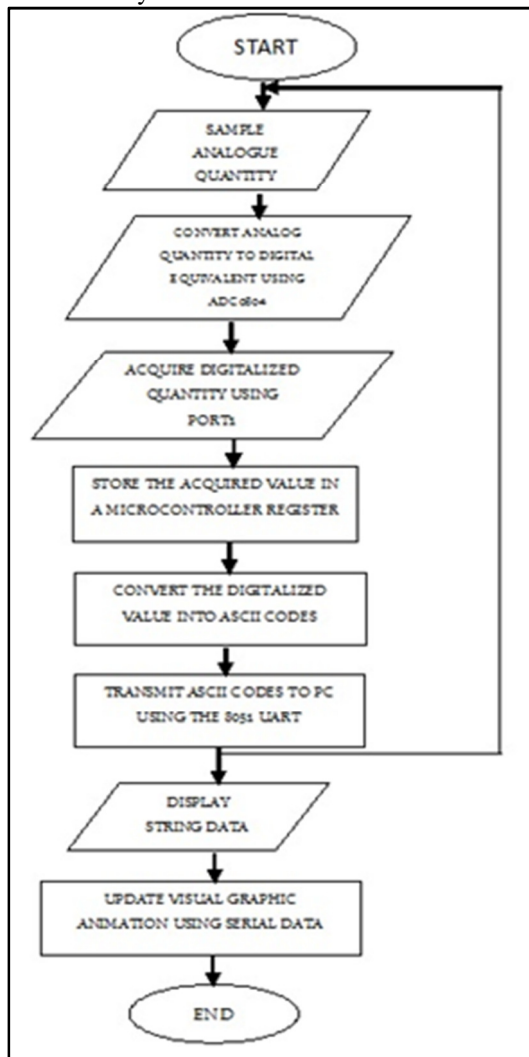 START
SAMPLE
ANALOGUE
QUANTITY
CONVERT ANALOG
QUANTITY TO DIGITAL
EQUIVALENT USING
ADC0804
ACQUIRE DIGITALIZED
QUANTITY USING
PORT1
STORE THE ACQUIRED VALUE IN
A MICROCONTROLLER REGISTER
CONVERT THE DIGITALIZED
VALUE INTO ASCII CODES
TRANSMIT ASCII CODES TO PC
USING THE 8051 UART
DISPLAY
STRING DATA
UPDATE VISUAL GRAPHIC
ANIMATION USING SERIAL DATA
END